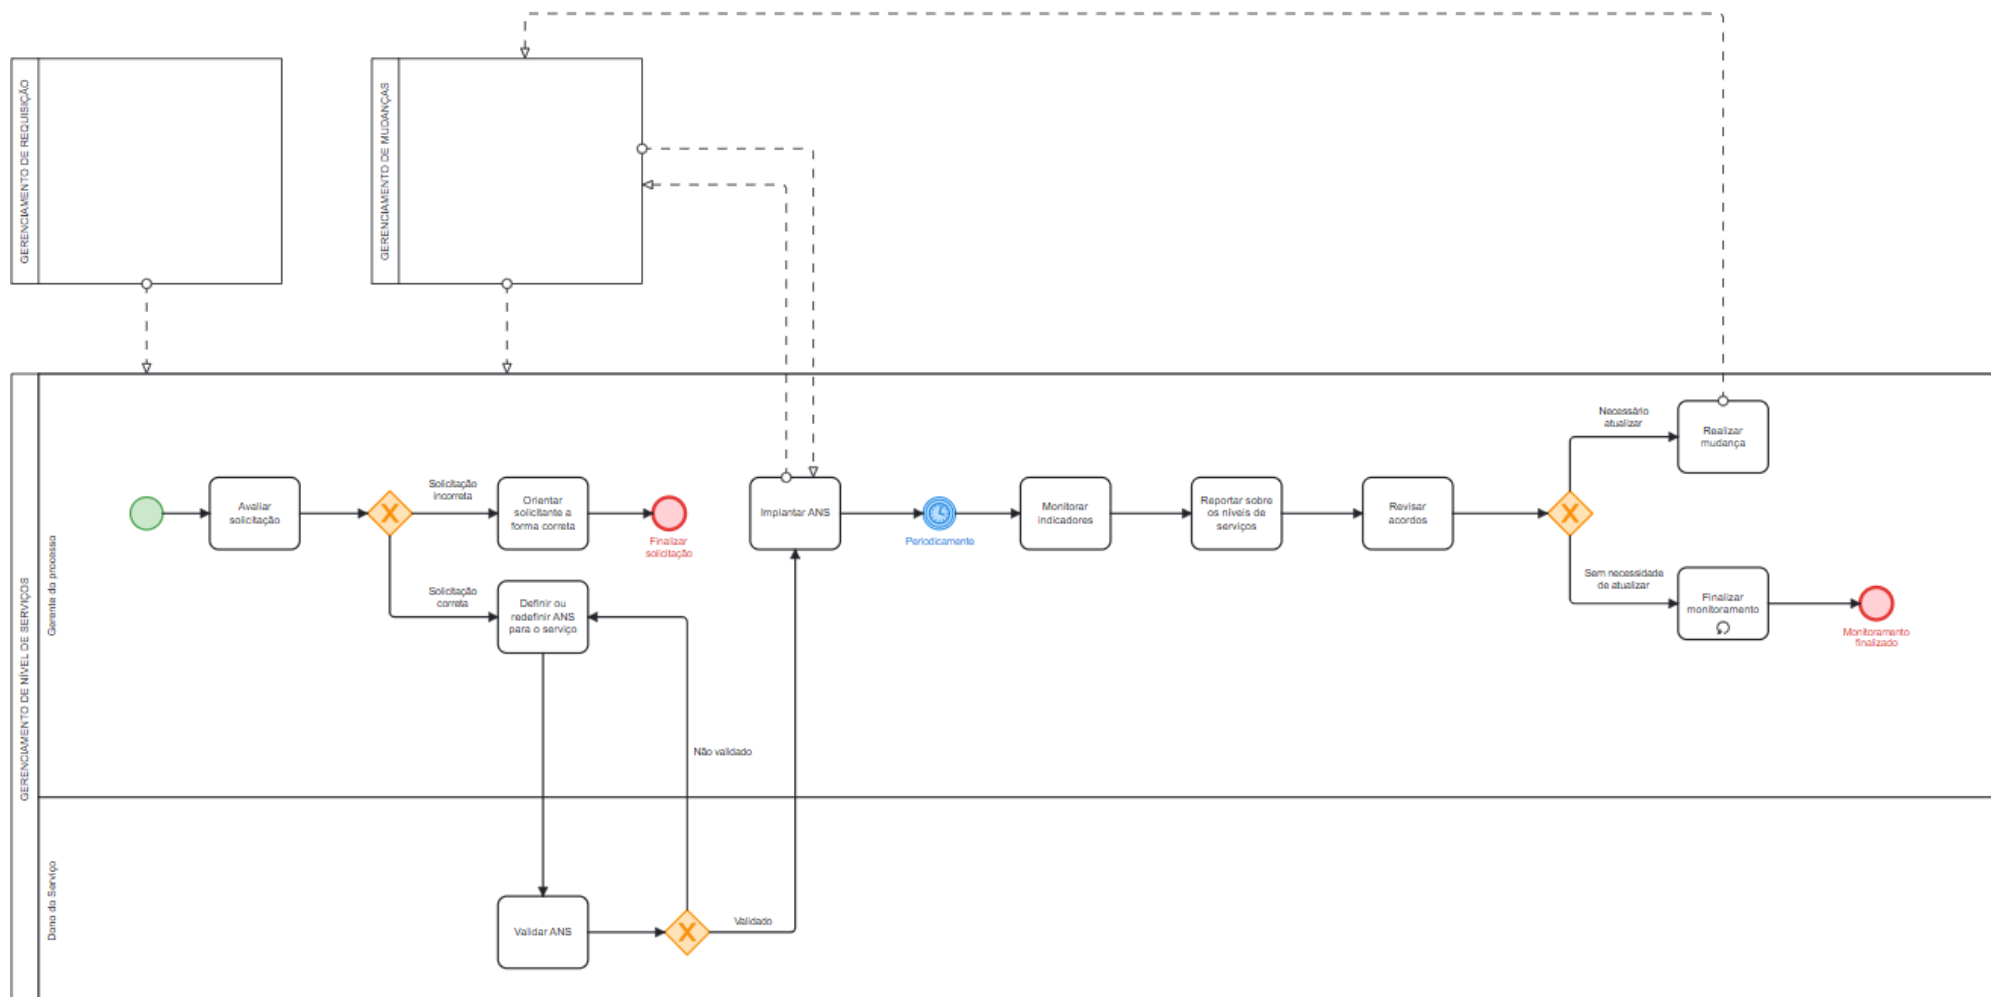 GERENCIAMENTO DE REQUISIÇÃO
GERENCIAMENTO DE MUDANÇAS
GERENCIAMENTO DE NÍVEL DE SERVIÇOS
Gerente do processo
Dono do Serviço
Avaliar
solicitação
Solicitação
incorreta
Orientar
solicitante a
forma correta
Finalizar
solicitação
Solicitação
correta
Definir ou
redefinir ANS
para o serviço
Não validado
Validar ANS
Validado
Implantar ANS
Periodicamente
Monitorar
indicadores
Reportar sobre
os níveis de
serviços
Revisar
acordos
Necessário
atualizar
Realizar
mudança
Sem necessidade
de atualizar
Finalizar
monitoramento
Monitoramento
finalizado